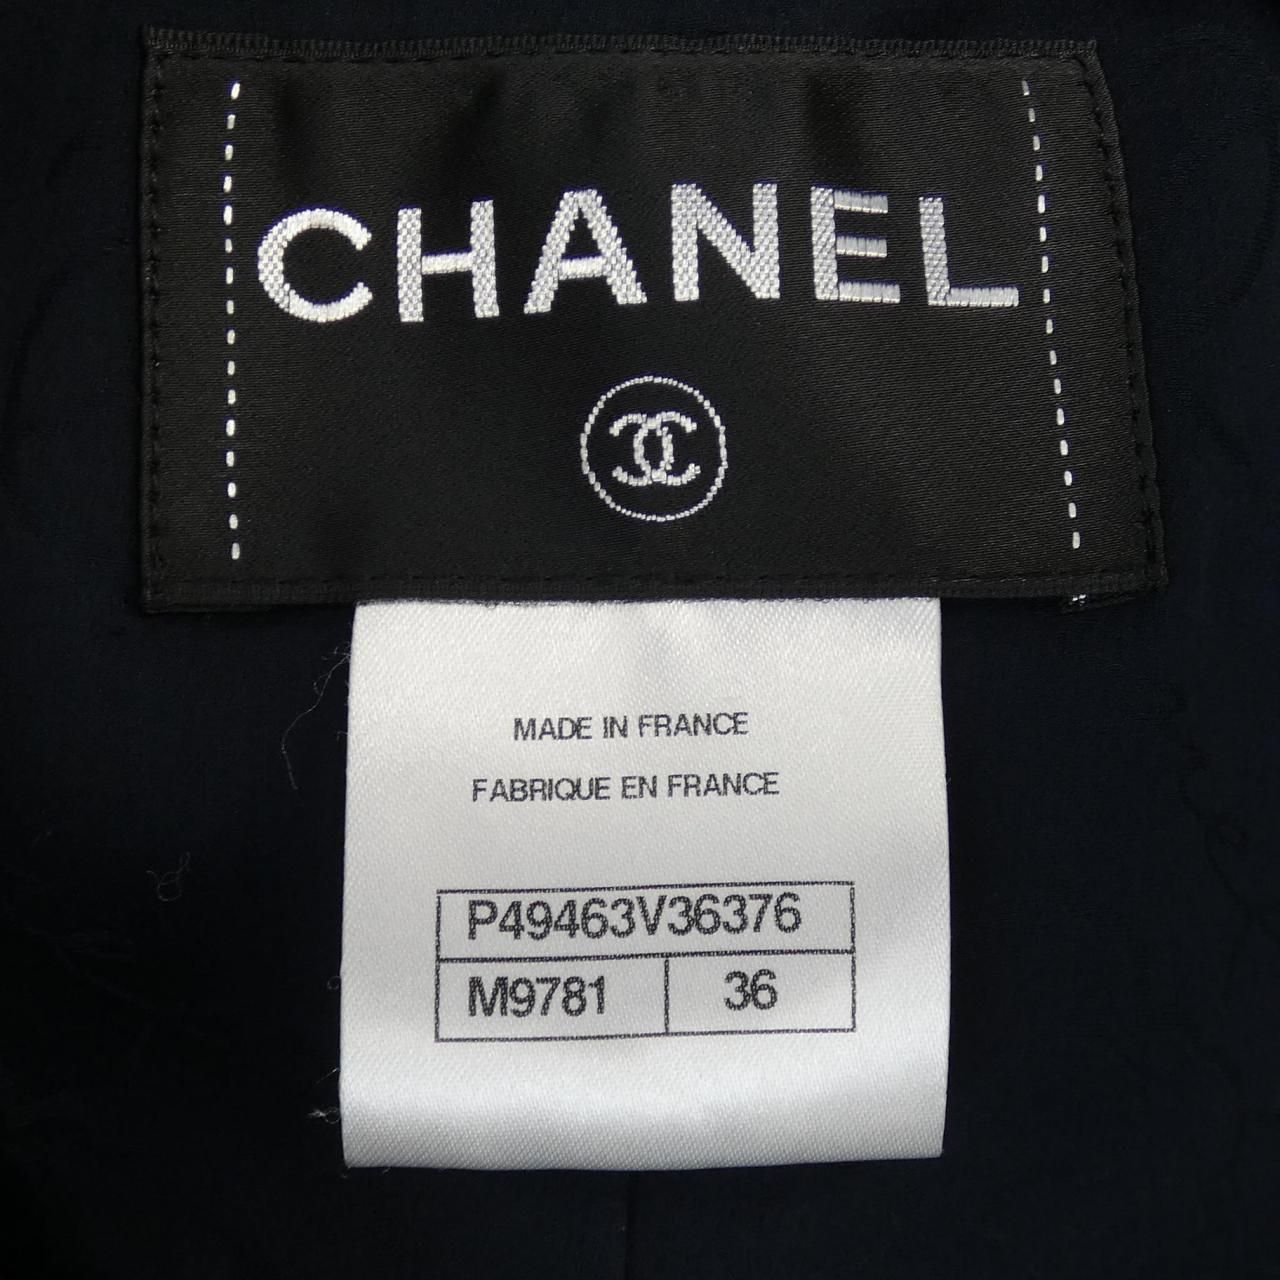 CHANEL
MADE IN FRANCE
FABRIQUE EN FRANCE
P49463V36376
M9781 36